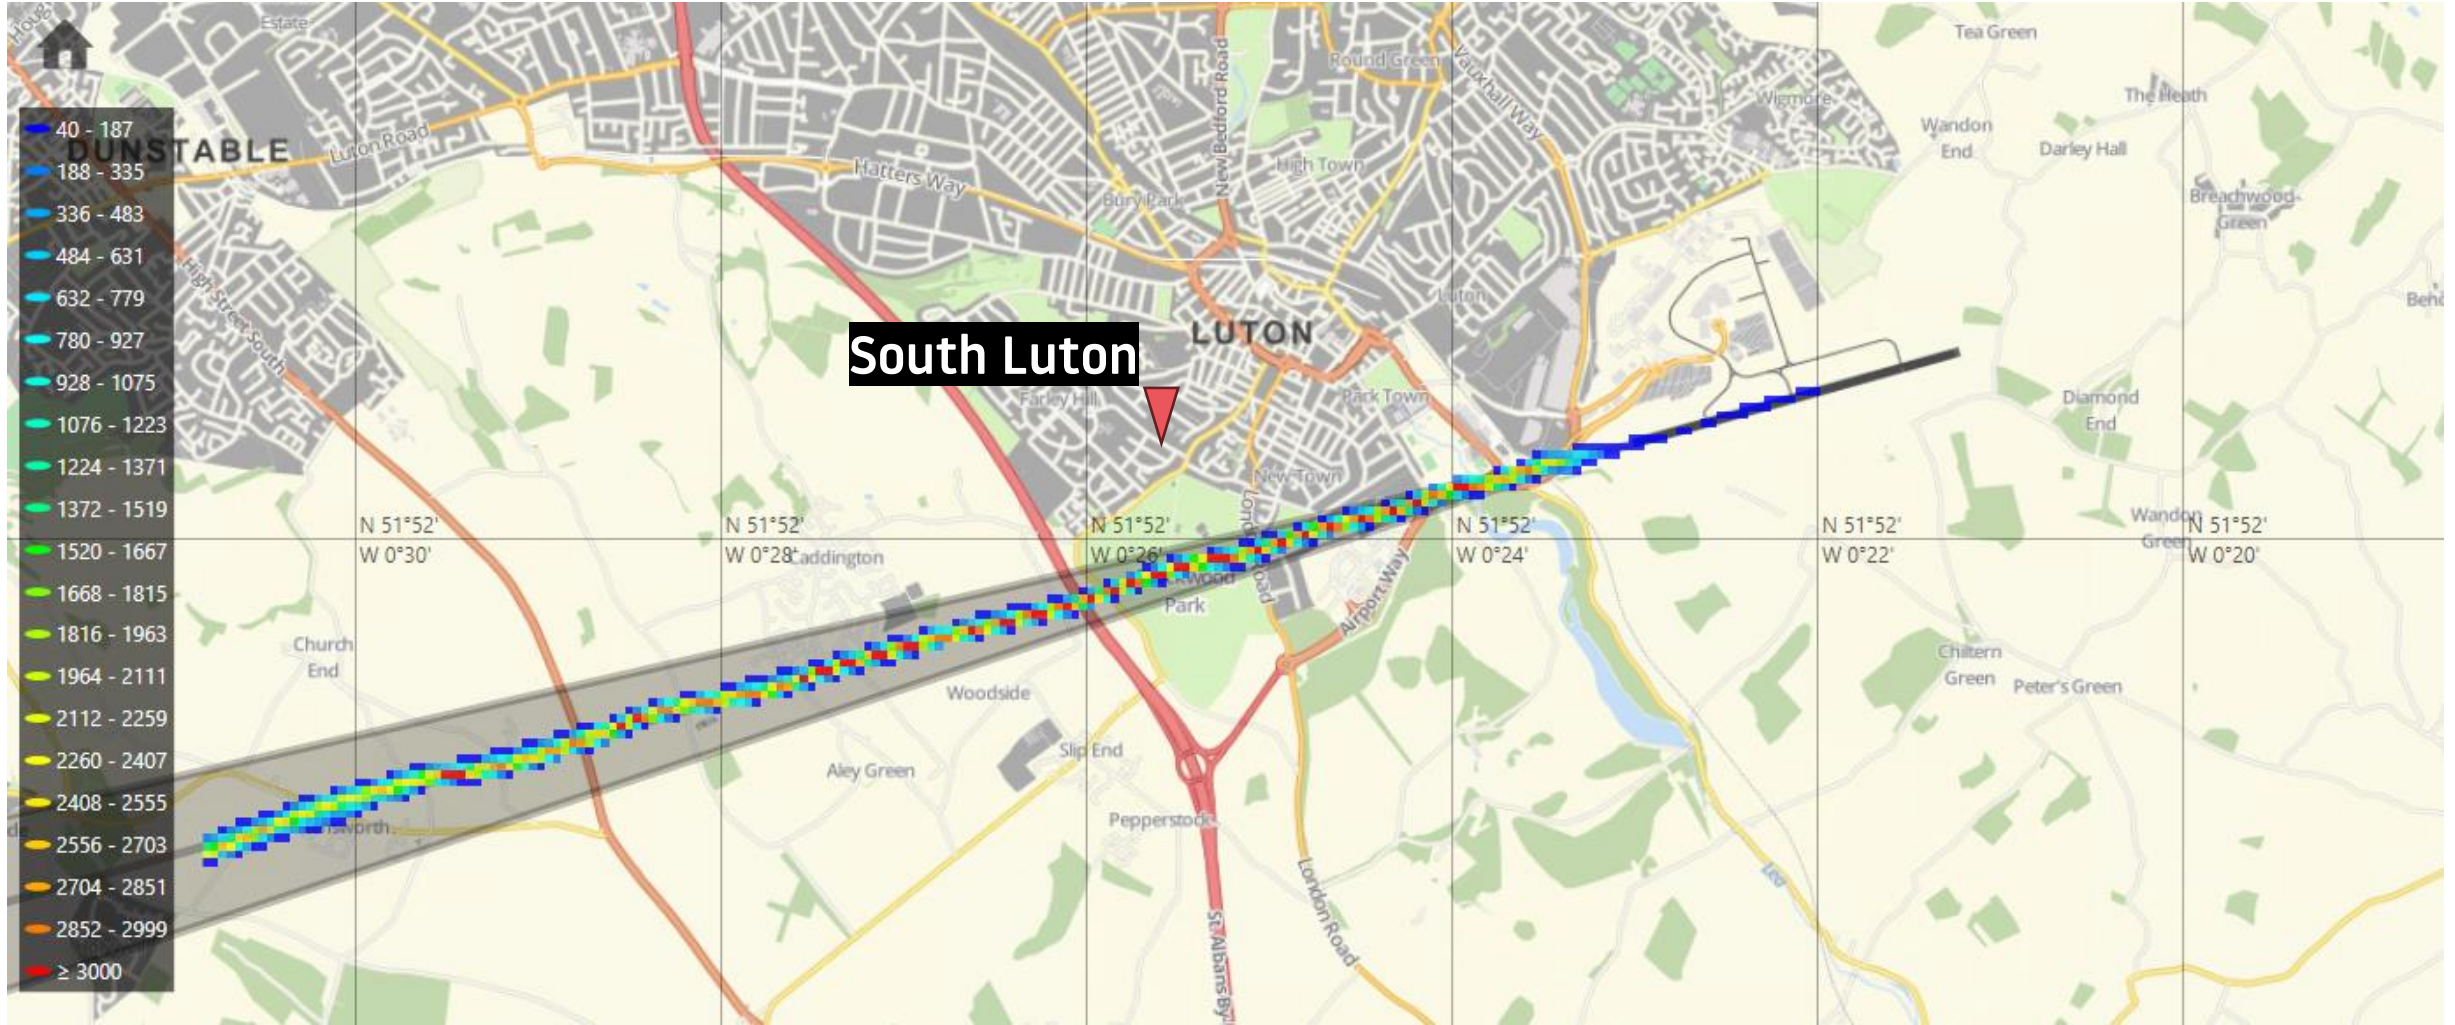 Estate
Tea Green
New Bedford Road
Round Green
Vauxhall Way
Wigmore
The Heath
Wandon
End
Darley Hall
DUNSTABLE
Luton Road
Hatters Way
High Town
Bury Park
Breachwood
Green
High Street South
Luton
LUTON
South Luton
Farley Hill
Park Town
Diamond
End
New Town
40 - 187
188 - 335
336 - 483
484 - 631
632 - 779
780 - 927
928 - 1075
1076 - 1223
1224 - 1371
1372 - 1519
1520 - 1667
1668 - 1815
1816 - 1963
1964 - 2111
2112 - 2259
2260 - 2407
2408 - 2555
2556 - 2703
2704 - 2851
2852 - 2999
≥ 3000
N 51°52'
W 0°30'
N 51°52'
W 0°28'
N 51°52'
W 0°26'
N 51°52'
W 0°24'
N 51°52'
W 0°22'
N 51°52'
W 0°20'
Wandon
Green
Caddington
Park
Airport Way
Church
End
Woodside
Chiltern
Green
Peter's Green
Slip End
Aley Green
Pepperstock
London Road
Lea
St. Albans By